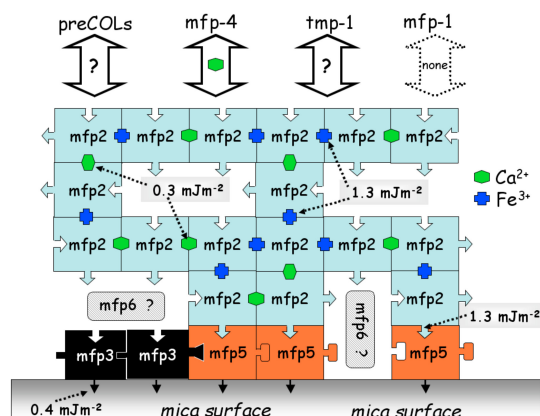 preCOLs mfp-4 tmp-1 mfp-1
? ? none
mfp2 mfp2 mfp2 mfp2 mfp2 mfp2
mfp2 0.3 mJm⁻² mfp2 1.3 mJm⁻² Ca²⁺
Fe³⁺
mfp2 mfp2 mfp2 mfp2 mfp2 mfp2
mfp6 ? mfp2 mfp2 mfp6 ? mfp2
1.3 mJm⁻²
mfp3 mfp3 mfp5 mfp5 mfp5
0.4 mJm⁻² mica surface mica surface